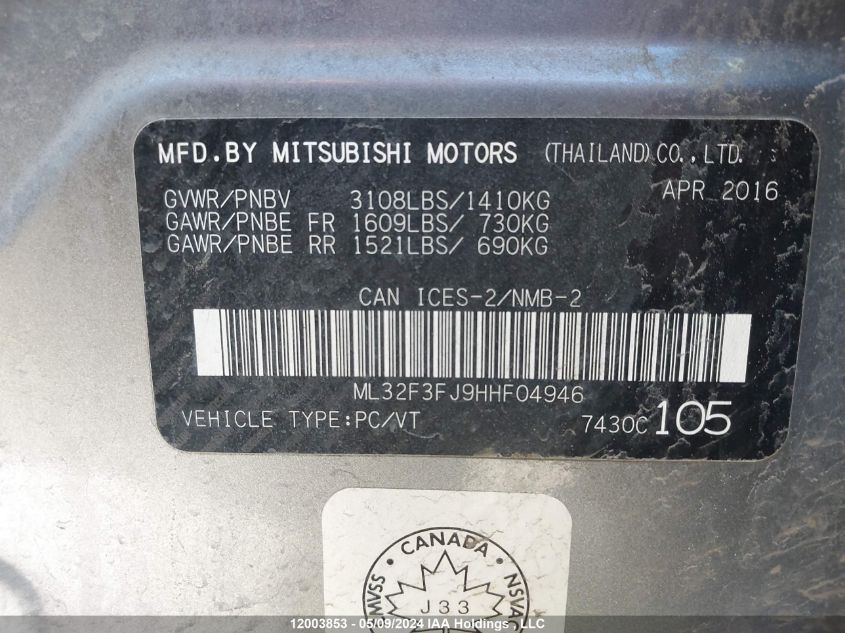 MFD.BY MITSUBISHI MOTORS (THAILAND) CO.,LTD.
APR 2016
GVWR/PNBV 3108LBS/1410KG
GAWR/PNBE FR 1609LBS/ 730KG
GAWR/PNBE RR 1521LBS/ 690KG
CAN ICES-2/NMB-2
ML32F3FJ9HHF04946
VEHICLE TYPE:PC/VT 7430C 105
CANADA
J33
12003853 - 05/09/2024 IAA Holdings, LLC